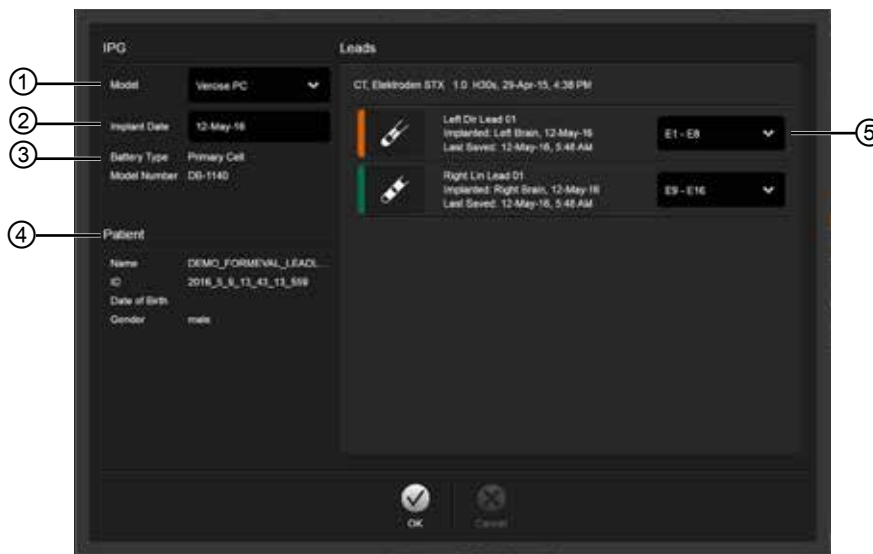 IPG
① Model Vercise PC
② Implant Date 12-May-16
③ Battery Type Primary Cell
Model Number DB-1140
④ Patient
Name DEMO_FORMEVAL_LEADL...
ID 2016_5_9_13_43_13_559
Date of Birth
Gender male
Leads
CT, Elektroden STX 1.0 H30s, 29-Apr-15, 4:38 PM
Left Dir Lead 01
Implanted: Left Brain, 12-May-16
Last Saved: 12-May-16, 5:48 AM
E1 - E8 ⑤
Right Lin Lead 01
Implanted: Right Brain, 12-May-16
Last Saved: 12-May-16, 5:48 AM
E9 - E16
OK
Cancel